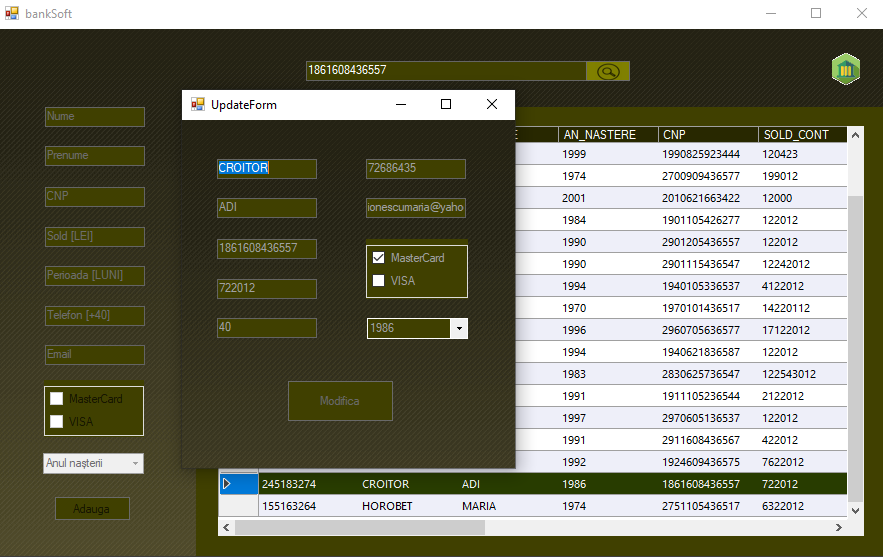 bankSoft
1861608436557
UpdateForm
Nume
Prenume
CNP
Sold [LEI]
Perioada [LUNI]
Telefon [+40]
Email
MasterCard
VISA
Anul nașterii
Adauga
CROITOR
72686435
ADI
ionescumaria@yaho
1861608436557
MasterCard
VISA
722012
40
1986
Modifica
E AN_NASTERE CNP SOLD_CONT
1999 1990825923444 120423
1974 2700909436577 199012
2001 2010621663422 12000
1984 1901105426277 122012
1990 2901205436557 122012
1990 2901115436547 12242012
1994 1940105336537 4122012
1970 1970101436517 14220112
1996 2960705636577 17122012
1994 1940621836587 122012
1983 2830625736547 122543012
1991 1911105236544 2122012
1997 2970605136537 122012
1991 2911608436567 422012
1992 1924609436575 7622012
245183274 CROITOR ADI 1986 1861608436557 722012
155163264 HOROBET MARIA 1974 2751105436517 6322012